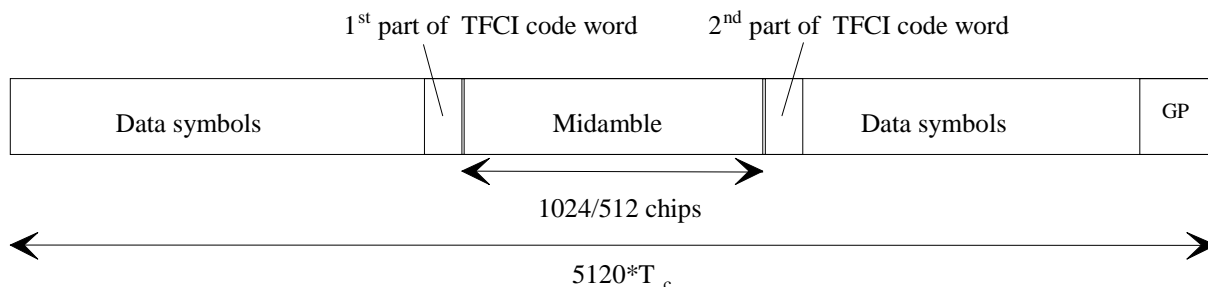 1st part of TFCI code word
2nd part of TFCI code word
Data symbols
Midamble
Data symbols
GP
1024/512 chips
5120*T c